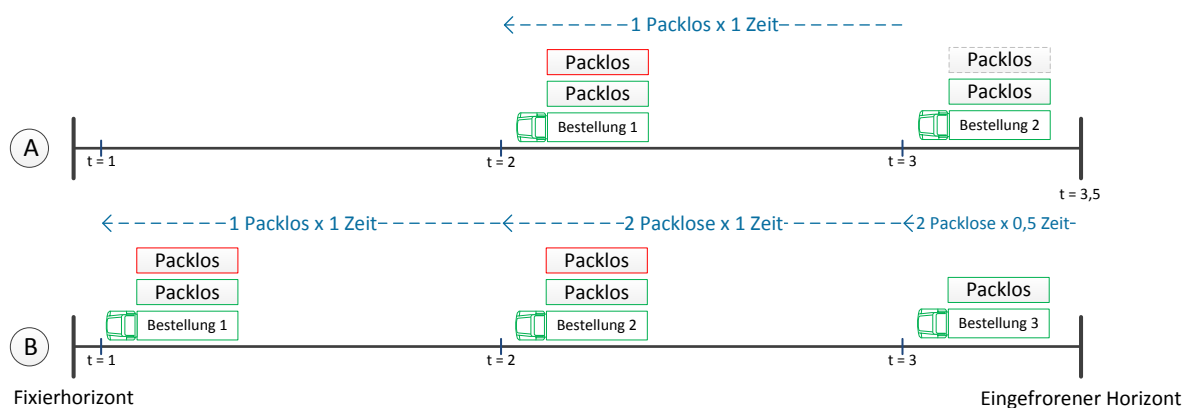 1 Packlos x 1 Zeit
Packlos
Packlos
Packlos
Packlos
Bestellung 1
Bestellung 2
A
t = 1
t = 2
t = 3
t = 3,5
1 Packlos x 1 Zeit
2 Packlose x 1 Zeit
2 Packlose x 0,5 Zeit
Packlos
Packlos
Packlos
Packlos
Packlos
Bestellung 1
Bestellung 2
Bestellung 3
B
t = 1
t = 2
t = 3
Fixierhorizont
Eingefrorener Horizont